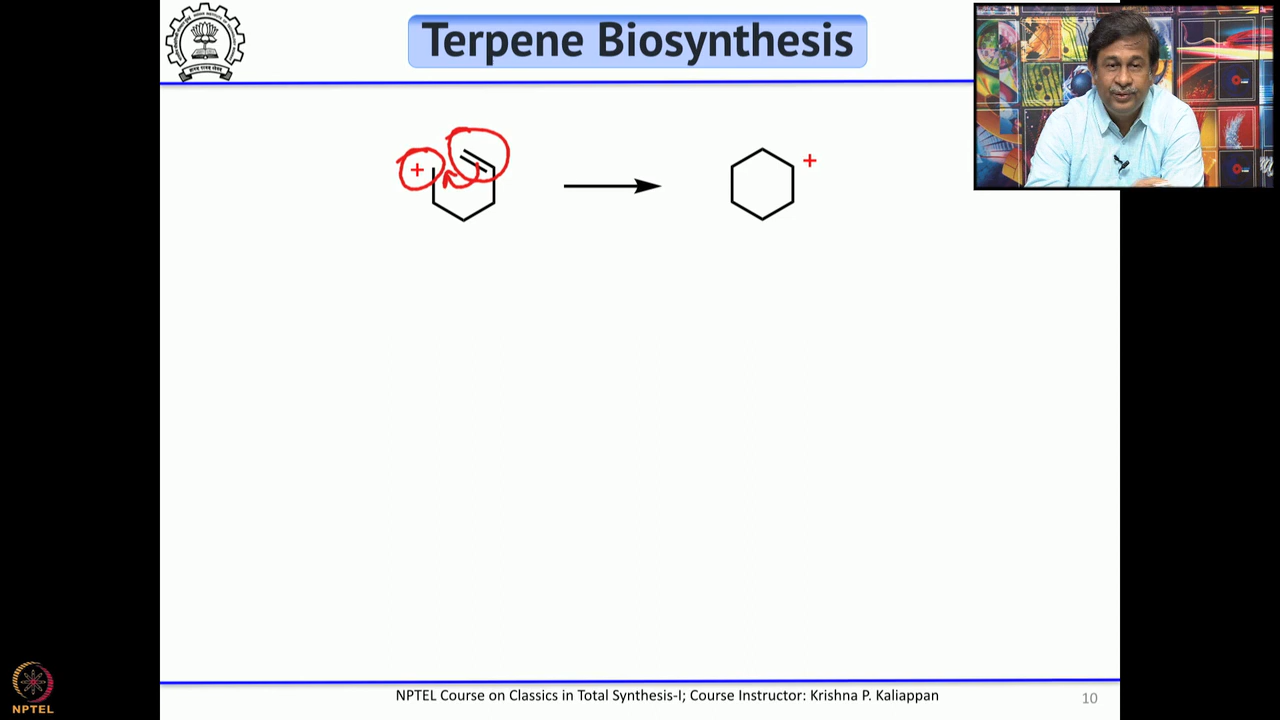 Terpene Biosynthesis
+
+
NPTEL Course on Classics in Total Synthesis-I; Course Instructor: Krishna P. Kaliappan
10
NPTEL